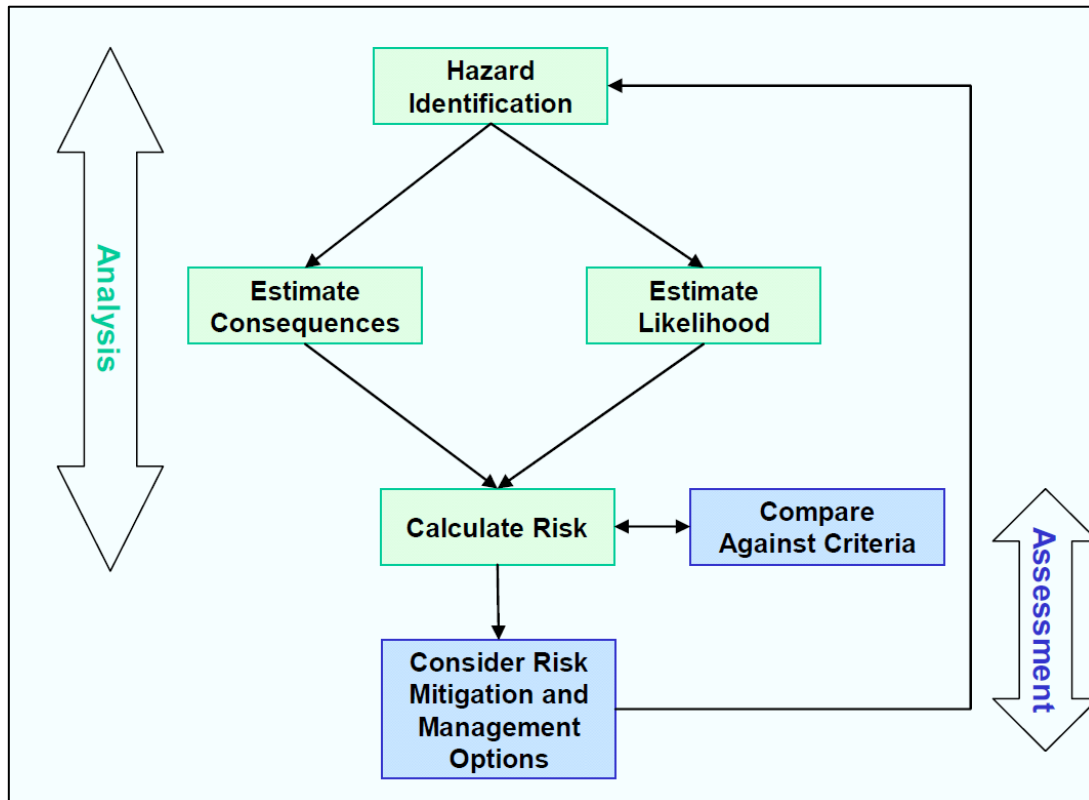 Hazard
Identification
Analysis
Estimate
Consequences
Estimate
Likelihood
Calculate Risk
Compare
Against Criteria
Assessment
Consider Risk
Mitigation and
Management
Options